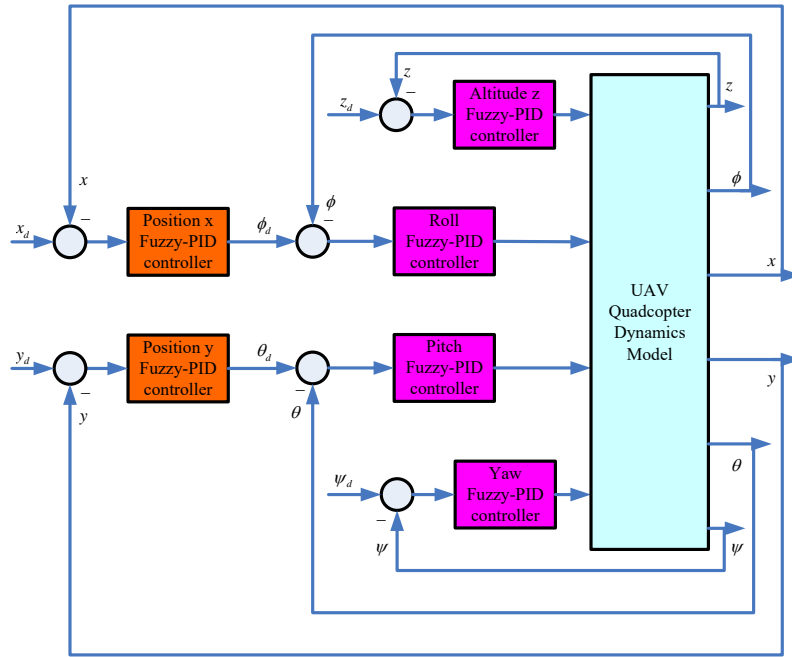 z
−
z_d
Altitude z
Fuzzy-PID
controller
z
x
−
x_d
Position x
Fuzzy-PID
controller
ϕ_d
ϕ
−
Roll
Fuzzy-PID
controller
ϕ
x
UAV
Quadcopter
Dynamics
Model
y_d
−
y
Position y
Fuzzy-PID
controller
θ_d
−
θ
Pitch
Fuzzy-PID
controller
y
θ
ψ_d
−
ψ
Yaw
Fuzzy-PID
controller
ψ